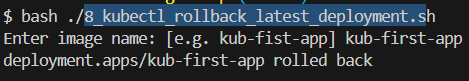 $ bash ./8_kubectl_rollback_latest_deployment.sh
Enter image name: [e.g. kub-fist-app] kub-first-app
deployment.apps/kub-first-app rolled back